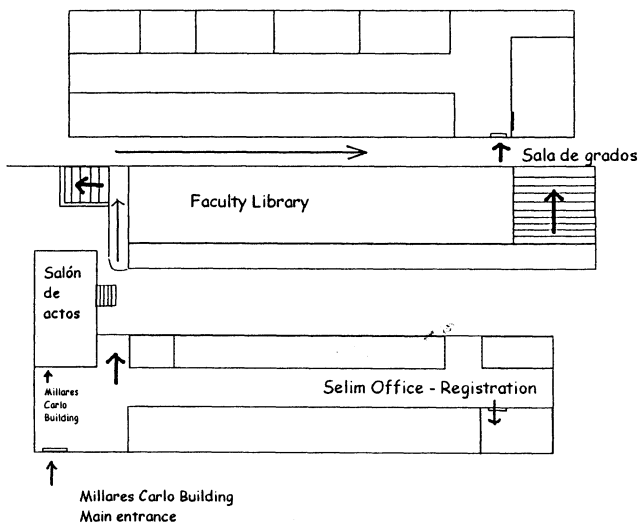 Sala de grados
Faculty Library
Salón
de
actos
Selim Office - Registration
Millares
Carlo
Building
Millares Carlo Building
Main entrance